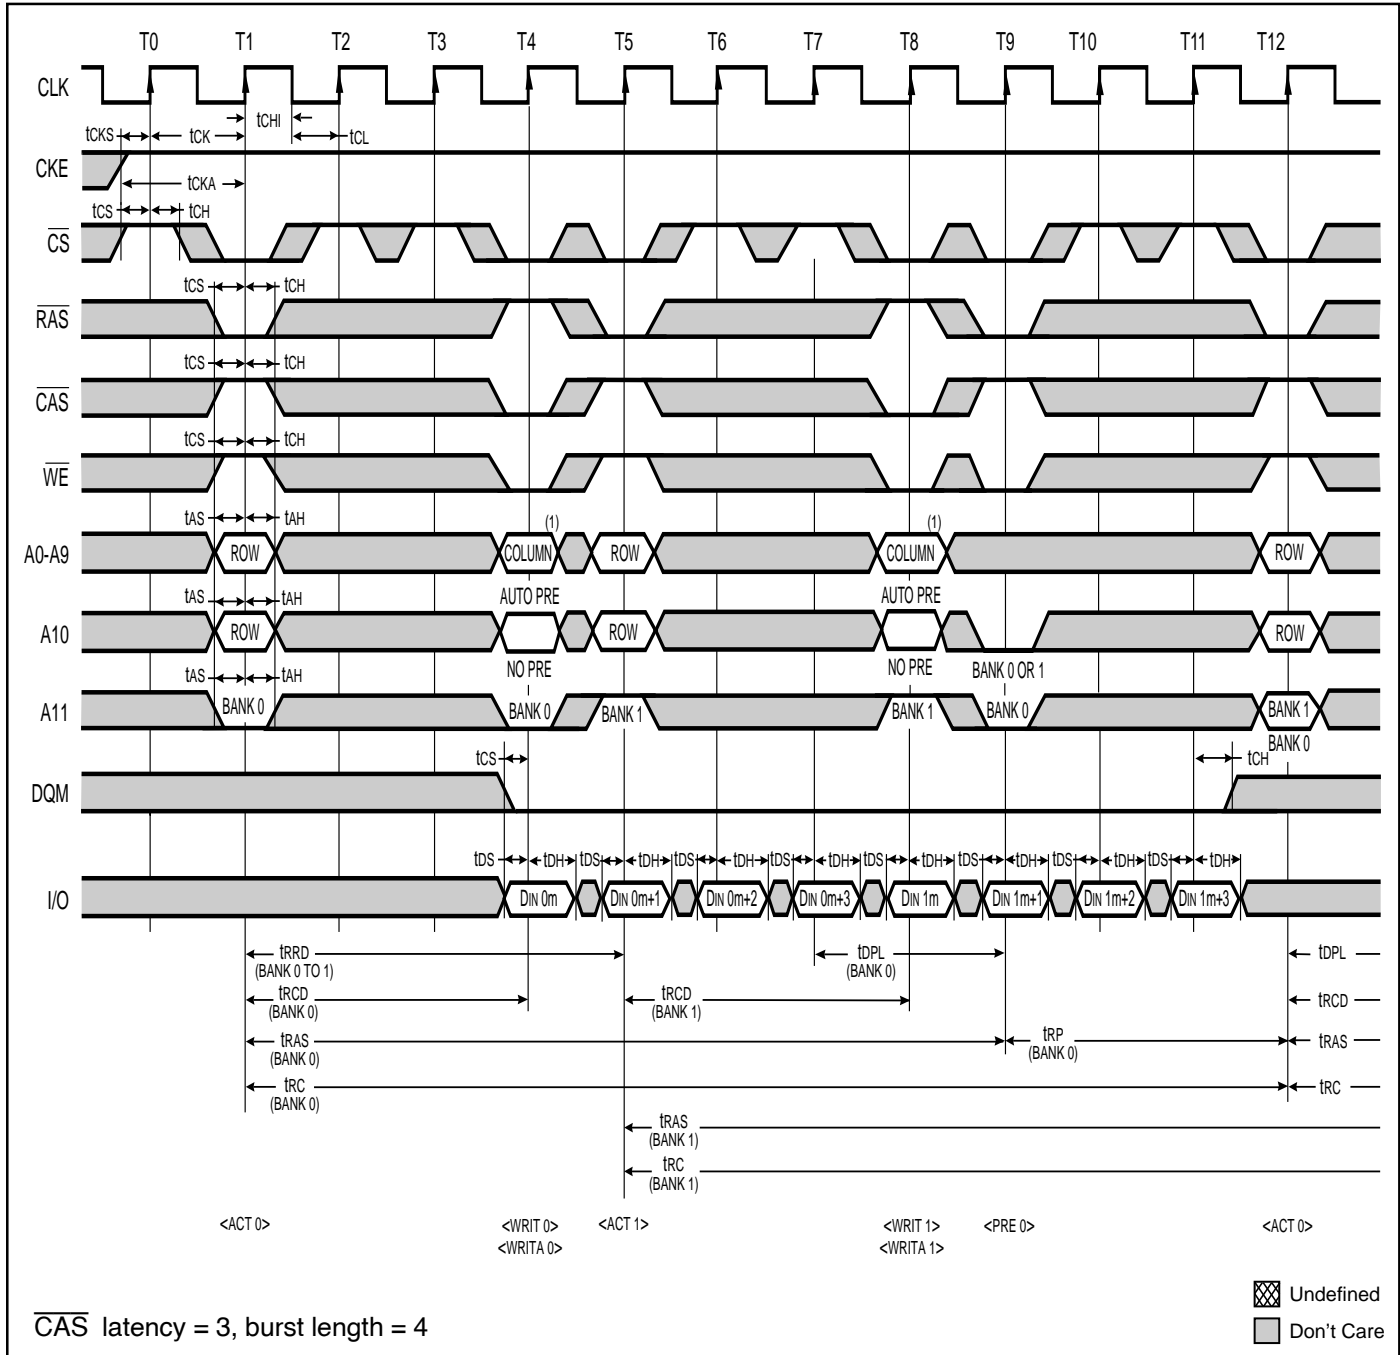 T0 T1 T2 T3 T4 T5 T6 T7 T8 T9 T10 T11 T12
CLK
tCHI
tCKS tCK tCL
CKE
tCKA
tCS tCH
CS
tCS tCH
RAS
tCS tCH
CAS
tCS tCH
WE
tAS tAH (1) (1)
A0-A9 ROW COLUMN ROW COLUMN ROW
tAS tAH AUTO PRE AUTO PRE
A10 ROW ROW ROW
tAS tAH NO PRE NO PRE BANK 0 OR 1
A11 BANK 0 BANK 0 BANK 1 BANK 1 BANK 0 BANK 1
BANK 0
tCS tCH
DQM
tDS tDH tDS tDH tDS tDH tDS tDH tDS tDH tDS tDH tDS tDH tDS tDH
I/O DIN 0m DIN 0m+1 DIN 0m+2 DIN 0m+3 DIN 1m DIN 1m+1 DIN 1m+2 DIN 1m+3
tRRD tDPL tDPL
(BANK 0 TO 1) (BANK 0)
tRCD tRCD tRCD
(BANK 0) (BANK 1)
tRAS tRP tRAS
(BANK 0) (BANK 0)
tRC tRC
(BANK 0)
tRAS
(BANK 1)
tRC
(BANK 1)
<ACT 0> <WRIT 0> <ACT 1> <WRIT 1> <PRE 0> <ACT 0>
<WRITA 0> <WRITA 1>
Undefined
CAS latency = 3, burst length = 4
Don't Care